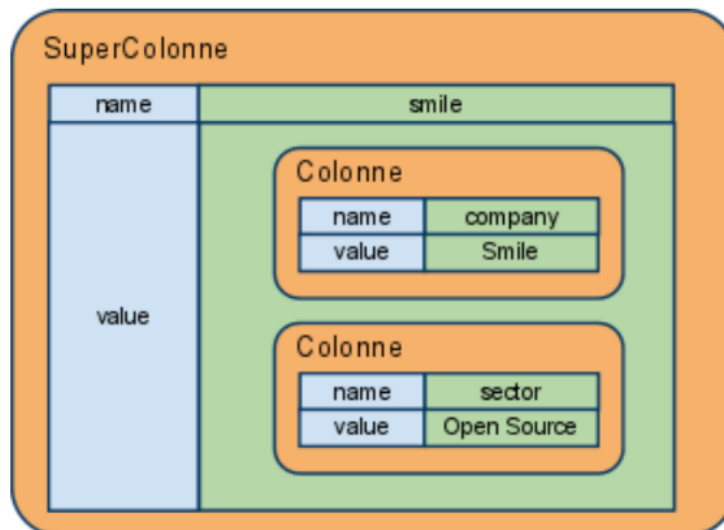 SuperColonne
name smile
value
Colonne
name company
value Smile
Colonne
name sector
value Open Source